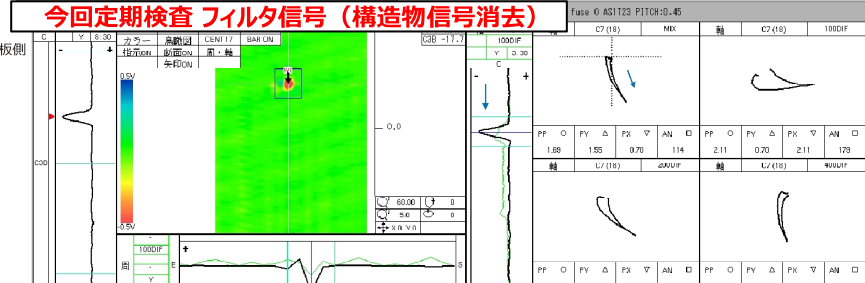 今回定期検査 フィルタ信号（構造物信号消去）
fuse 0 ASIT23 PITCH:0.45
板側
C Y 8:30
- +
カラー 鳥瞰図 CENT17 BAR ON
指示ON 断面ON 周・軸
矢印ON
C3B -17.7
100DIF
Y 3:30
C
- +
軸 C7(18) MIX
軸 C7(18) 100DIF
0.5V
-0.5V
0.0
C3D
PP ○ PY △ PX ▽ AN □
1.69 1.55 0.70 114
PP ○ PY △ PX ▽ AN □
2.11 0.70 2.11 179
軸 C7(18) 200DIF
軸 C7(18) 400DIF
60.00 0
5.0 0
周
100DIF
-
Y
+
E
S
PP ○ PY △ PX ▽ AN □
PP ○ PY △ PX ▽ AN □